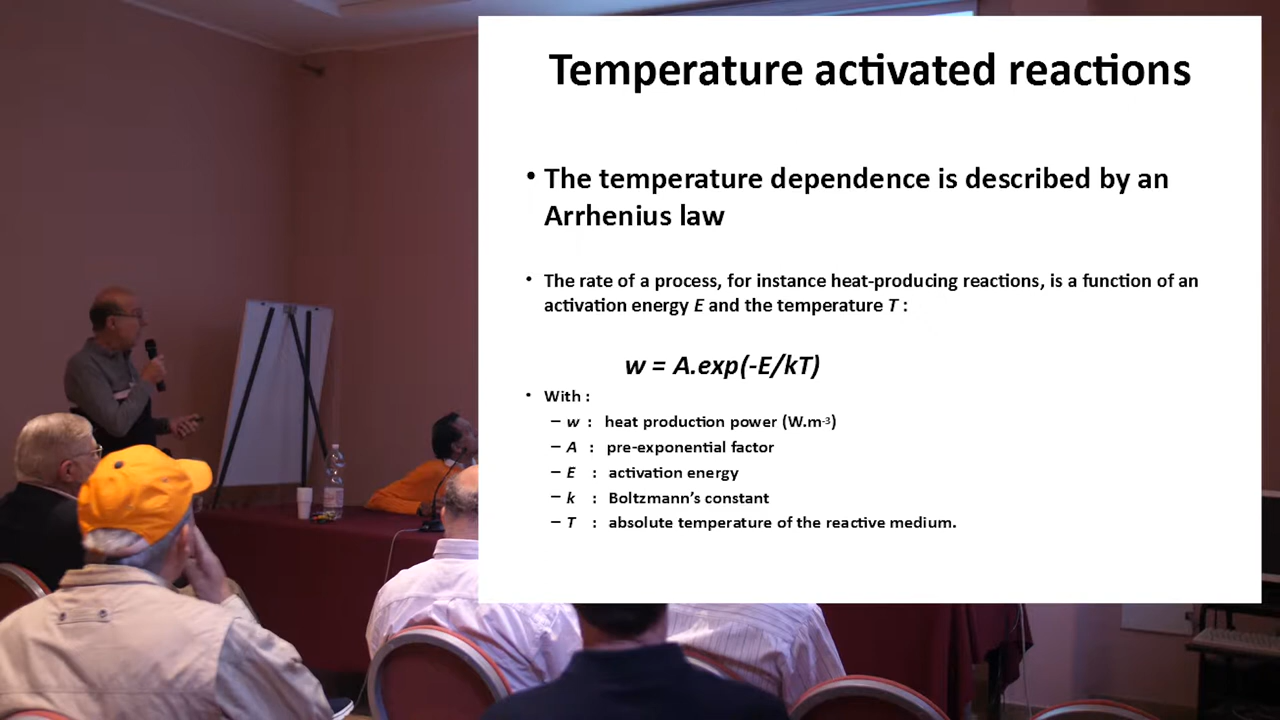 Temperature activated reactions
• The temperature dependence is described by an
Arrhenius law
• The rate of a process, for instance heat-producing reactions, is a function of an
activation energy E and the temperature T :
w = A.exp(-E/kT)
• With :
– w : heat production power (W.m-3)
– A : pre-exponential factor
– E : activation energy
– k : Boltzmann’s constant
– T : absolute temperature of the reactive medium.